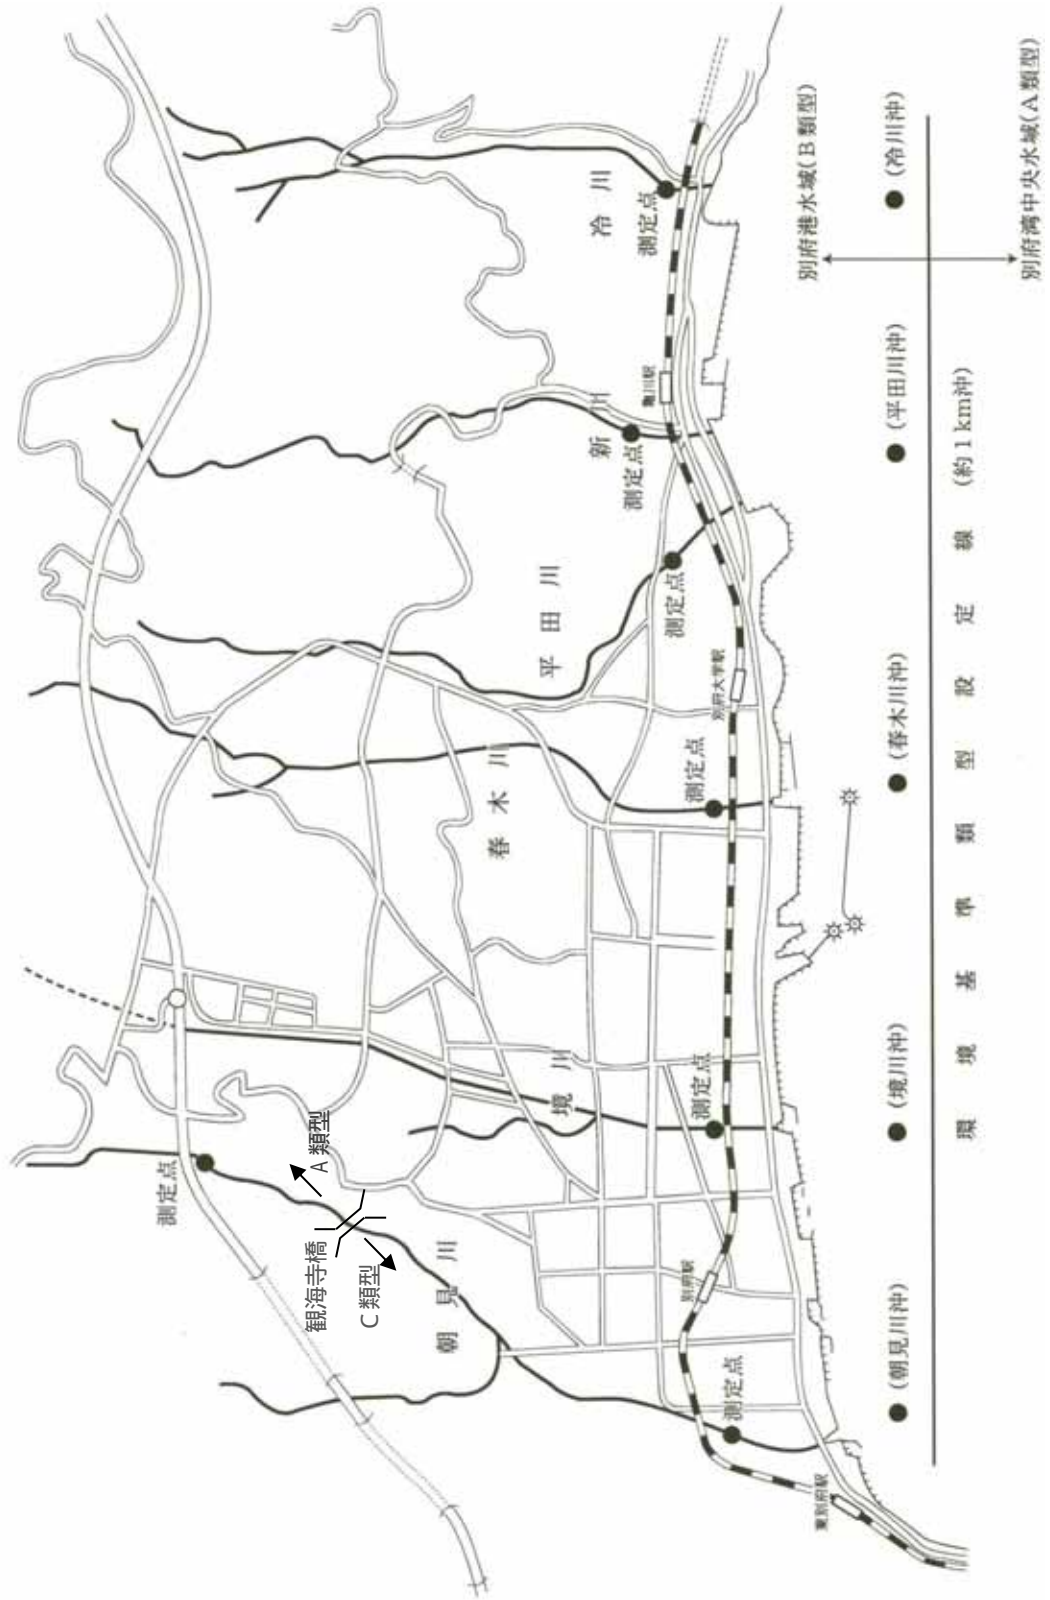 冷川
測定点
新川
測定点
亀川駅
平田川
測定点
別府大学駅
春木川
測定点
境川
測定点
測定点
A類型
観海寺橋
C類型
朝見川
別府駅
測定点
東別府駅
別府港水域(B類型)
別府湾中央水域(A類型)
(冷川沖)
(平田川沖)
(春木川沖)
(境川沖)
(朝見川沖)
環境基準類型設定線 (約1km沖)